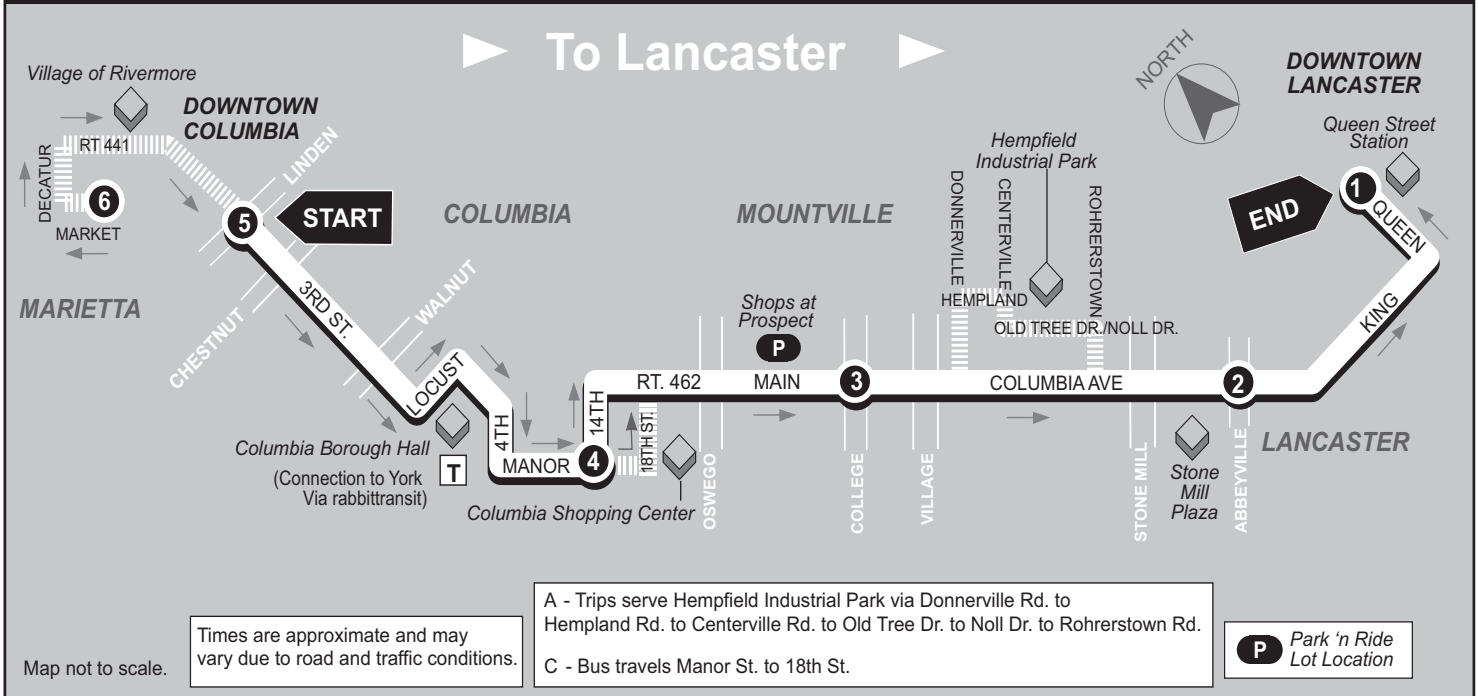 To Lancaster
Village of Rivermore
DOWNTOWN
COLUMBIA
RT 441
DECATUR
6
MARKET
MARIETTA
5
LINDEN
START
CHESTNUT
3RD ST.
WALNUT
COLUMBIA
LOCUST
4TH
MANOR
4
14TH
18TH ST.
Columbia Borough Hall
(Connection to York
Via rabbittransit)
T
Columbia Shopping Center
MOUNTVILLE
Shops at
Prospect
P
RT. 462
MAIN
3
OSWEGO
COLLEGE
VILLAGE
Hempfield
Industrial Park
DONNERVILLE
CENTERVILLE
ROHRERSTOWN
HEMPLAND
OLD TREE DR./NOLL DR.
COLUMBIA AVE
STONE MILL
Stone
Mill
Plaza
2
ABBEYVILLE
LANCASTER
NORTH
DOWNTOWN
LANCASTER
Queen Street
Station
1
END
QUEEN
KING
Map not to scale.
Times are approximate and may
vary due to road and traffic conditions.
A - Trips serve Hempfield Industrial Park via Donnerville Rd. to
Hempland Rd. to Centerville Rd. to Old Tree Dr. to Noll Dr. to Rohrerstown Rd.
C - Bus travels Manor St. to 18th St.
P
Park 'n Ride
Lot Location